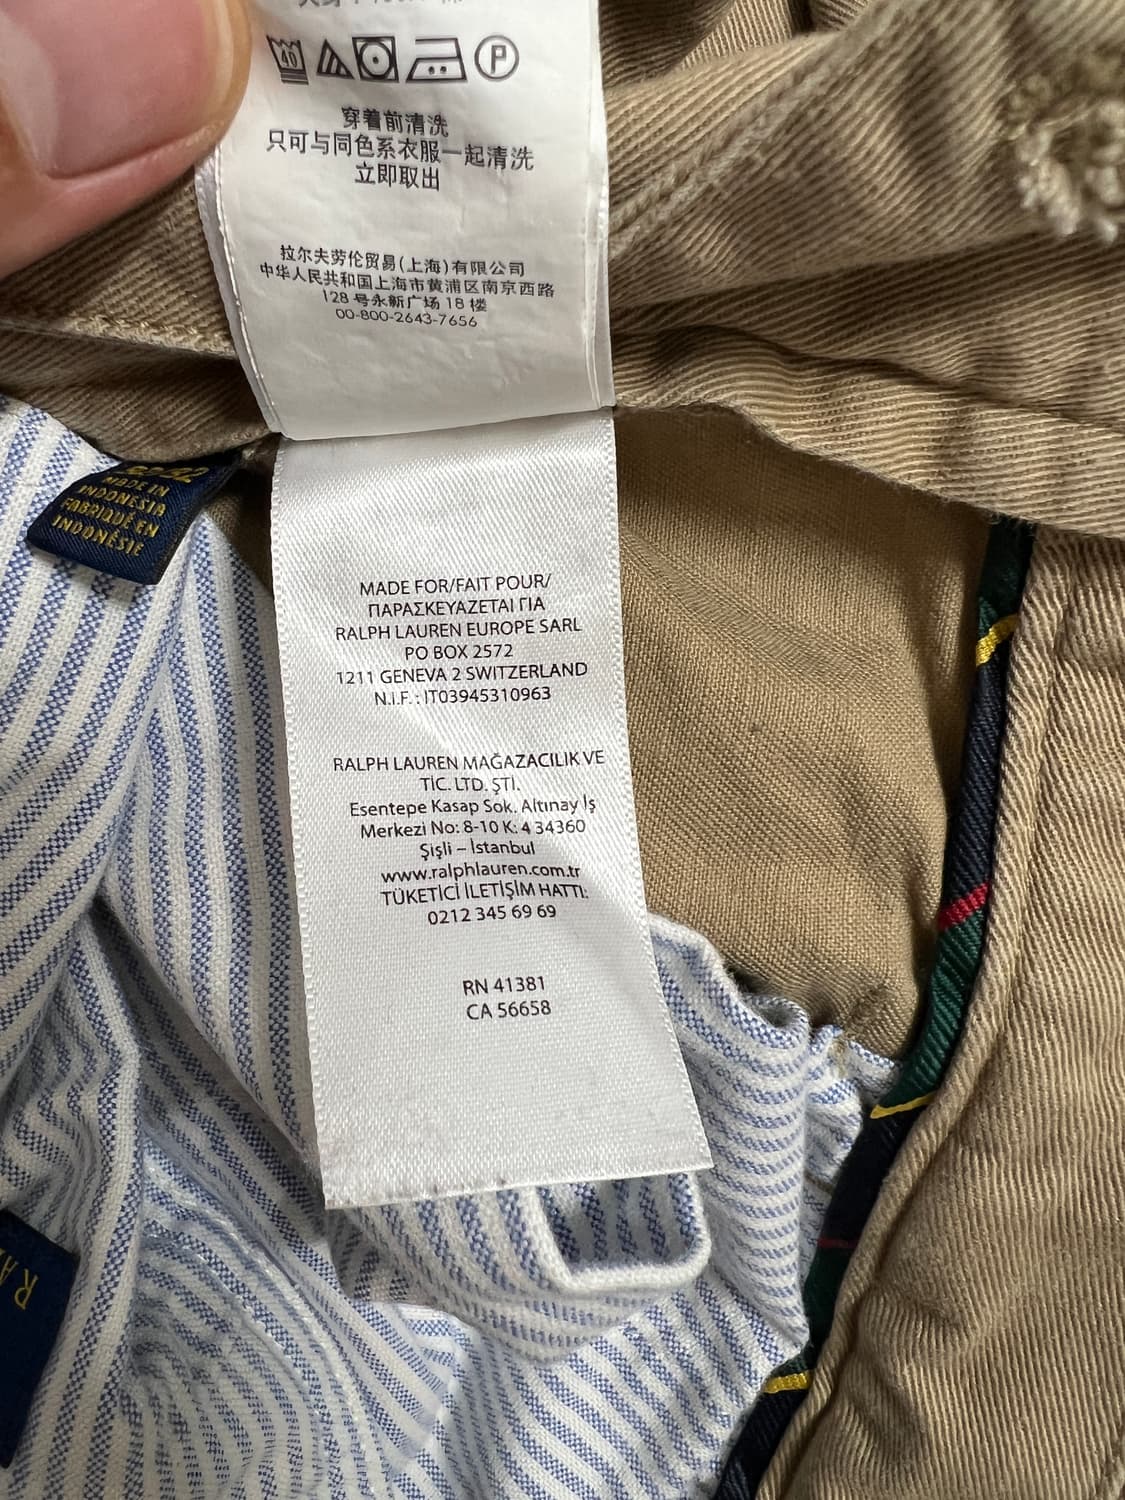 40
P
穿着前清洗
只可与同色系衣服一起清洗
立即取出
拉尔夫劳伦贸易(上海)有限公司
中华人民共和国上海市黄浦区南京西路
128 号永新广场 18 楼
00-800-2643-7656
MADE IN
INDONESIA
FABRIQUÉ EN
INDONÉSIE
MADE FOR/FAIT POUR/
ΠΑΡΑΣΚΕΥΑΖΕΤΑΙ ΓΙΑ
RALPH LAUREN EUROPE SARL
PO BOX 2572
1211 GENEVA 2 SWITZERLAND
N.I.F. : IT03945310963
RALPH LAUREN MAĞAZACILIK VE
TİC. LTD. ŞTİ.
Esentepe Kasap Sok. Altınay İş
Merkezi No: 8-10 K: 4 34360
Şişli – İstanbul
www.ralphlauren.com.tr
TÜKETİCİ İLETİŞİM HATTI:
0212 345 69 69
RN 41381
CA 56658